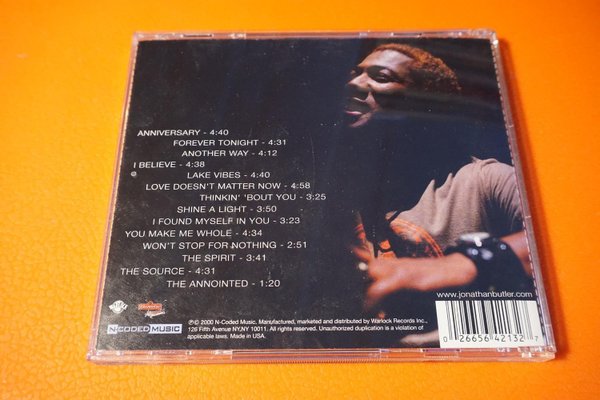 ANNIVERSARY - 4:40
FOREVER TONIGHT - 4:31
ANOTHER WAY - 4:12
I BELIEVE - 4:38
LAKE VIBES - 4:40
LOVE DOESN'T MATTER NOW - 4:58
THINKIN' 'BOUT YOU - 3:25
SHINE A LIGHT - 3:50
I FOUND MYSELF IN YOU - 3:23
YOU MAKE ME WHOLE - 4:34
WON'T STOP FOR NOTHING - 2:51
THE SPIRIT - 3:41
THE SOURCE - 4:31
THE ANNOINTED - 1:20
www.jonathanbutler.com
N-CODED MUSIC
℗© 2000 N-Coded Music. Manufactured, marketed and distributed by Warlock Records Inc.,
126 Fifth Avenue NY,NY 10011. All rights reserved. Unauthorized duplication is a violation of
applicable laws. Made in USA.
0 26656 42132 7